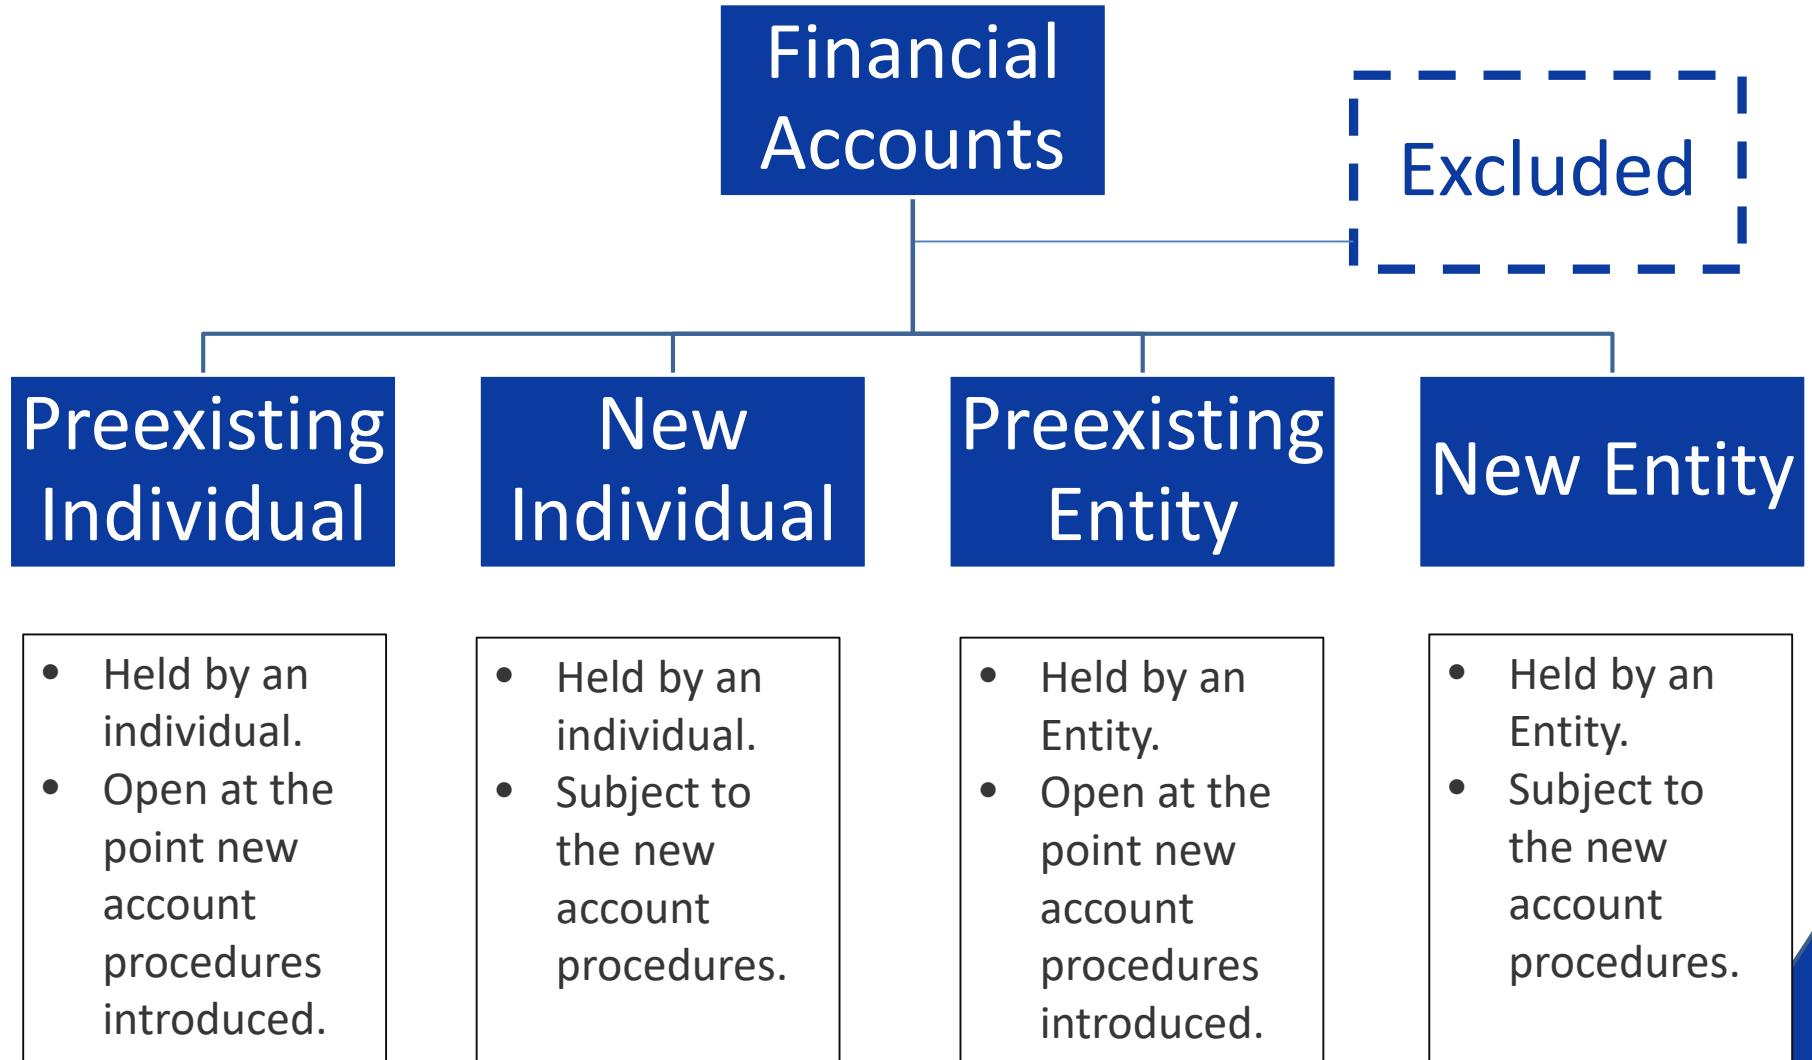 Financial
Accounts
Excluded
Preexisting
Individual
New
Individual
Preexisting
Entity
New Entity
• Held by an
individual.
• Open at the
point new
account
procedures
introduced.
• Held by an
individual.
• Subject to
the new
account
procedures.
• Held by an
Entity.
• Open at the
point new
account
procedures
introduced.
• Held by an
Entity.
• Subject to
the new
account
procedures.